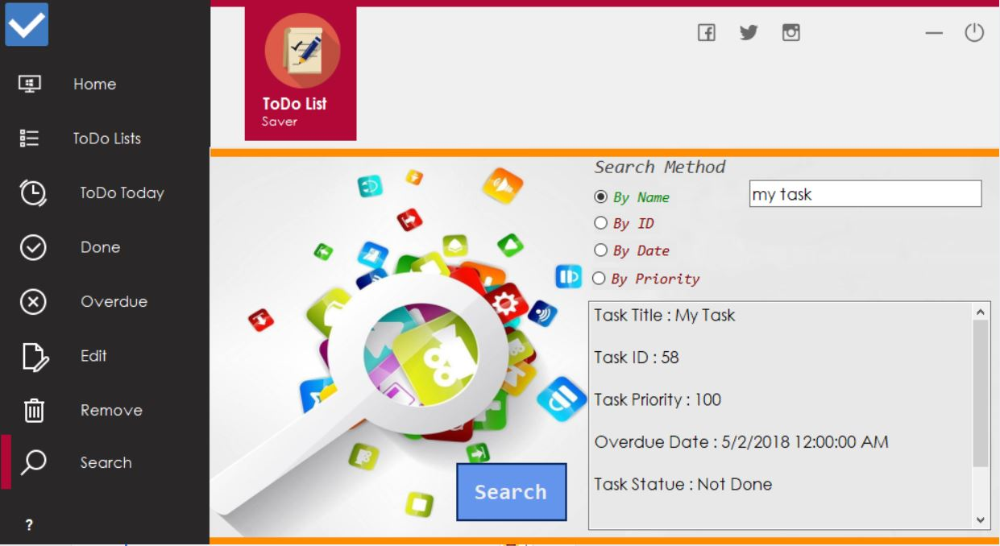 Home
ToDo Lists
ToDo Today
Done
Overdue
Edit
Remove
Search
?
ToDo List
Saver
Search Method
By Name
my task
By ID
By Date
By Priority
Task Title : My Task
Task ID : 58
Task Priority : 100
Overdue Date : 5/2/2018 12:00:00 AM
Task Statue : Not Done
Search